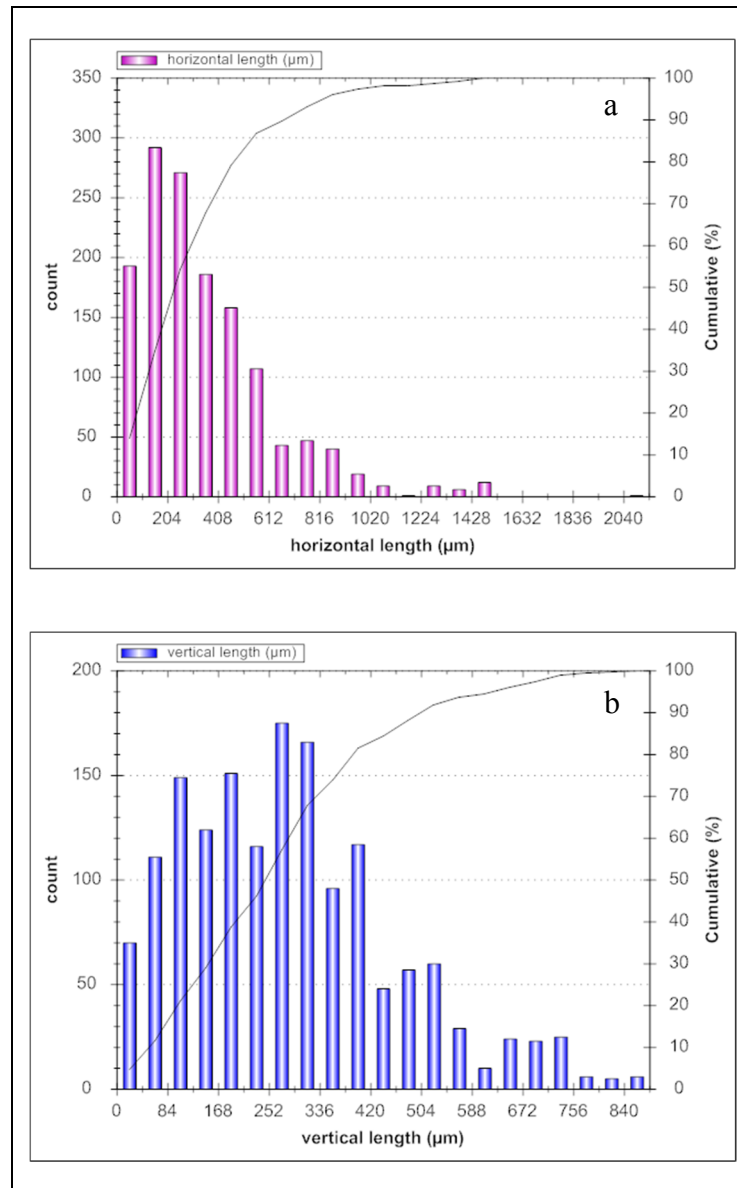 horizontal length (µm)
a
350
300
250
200
150
100
50
0
count
100
90
80
70
60
50
40
30
20
10
0
Cumulative (%)
0 204 408 612 816 1020 1224 1428 1632 1836 2040
horizontal length (µm)
vertical length (µm)
b
200
150
100
50
0
count
100
90
80
70
60
50
40
30
20
10
0
Cumulative (%)
0 84 168 252 336 420 504 588 672 756 840
vertical length (µm)